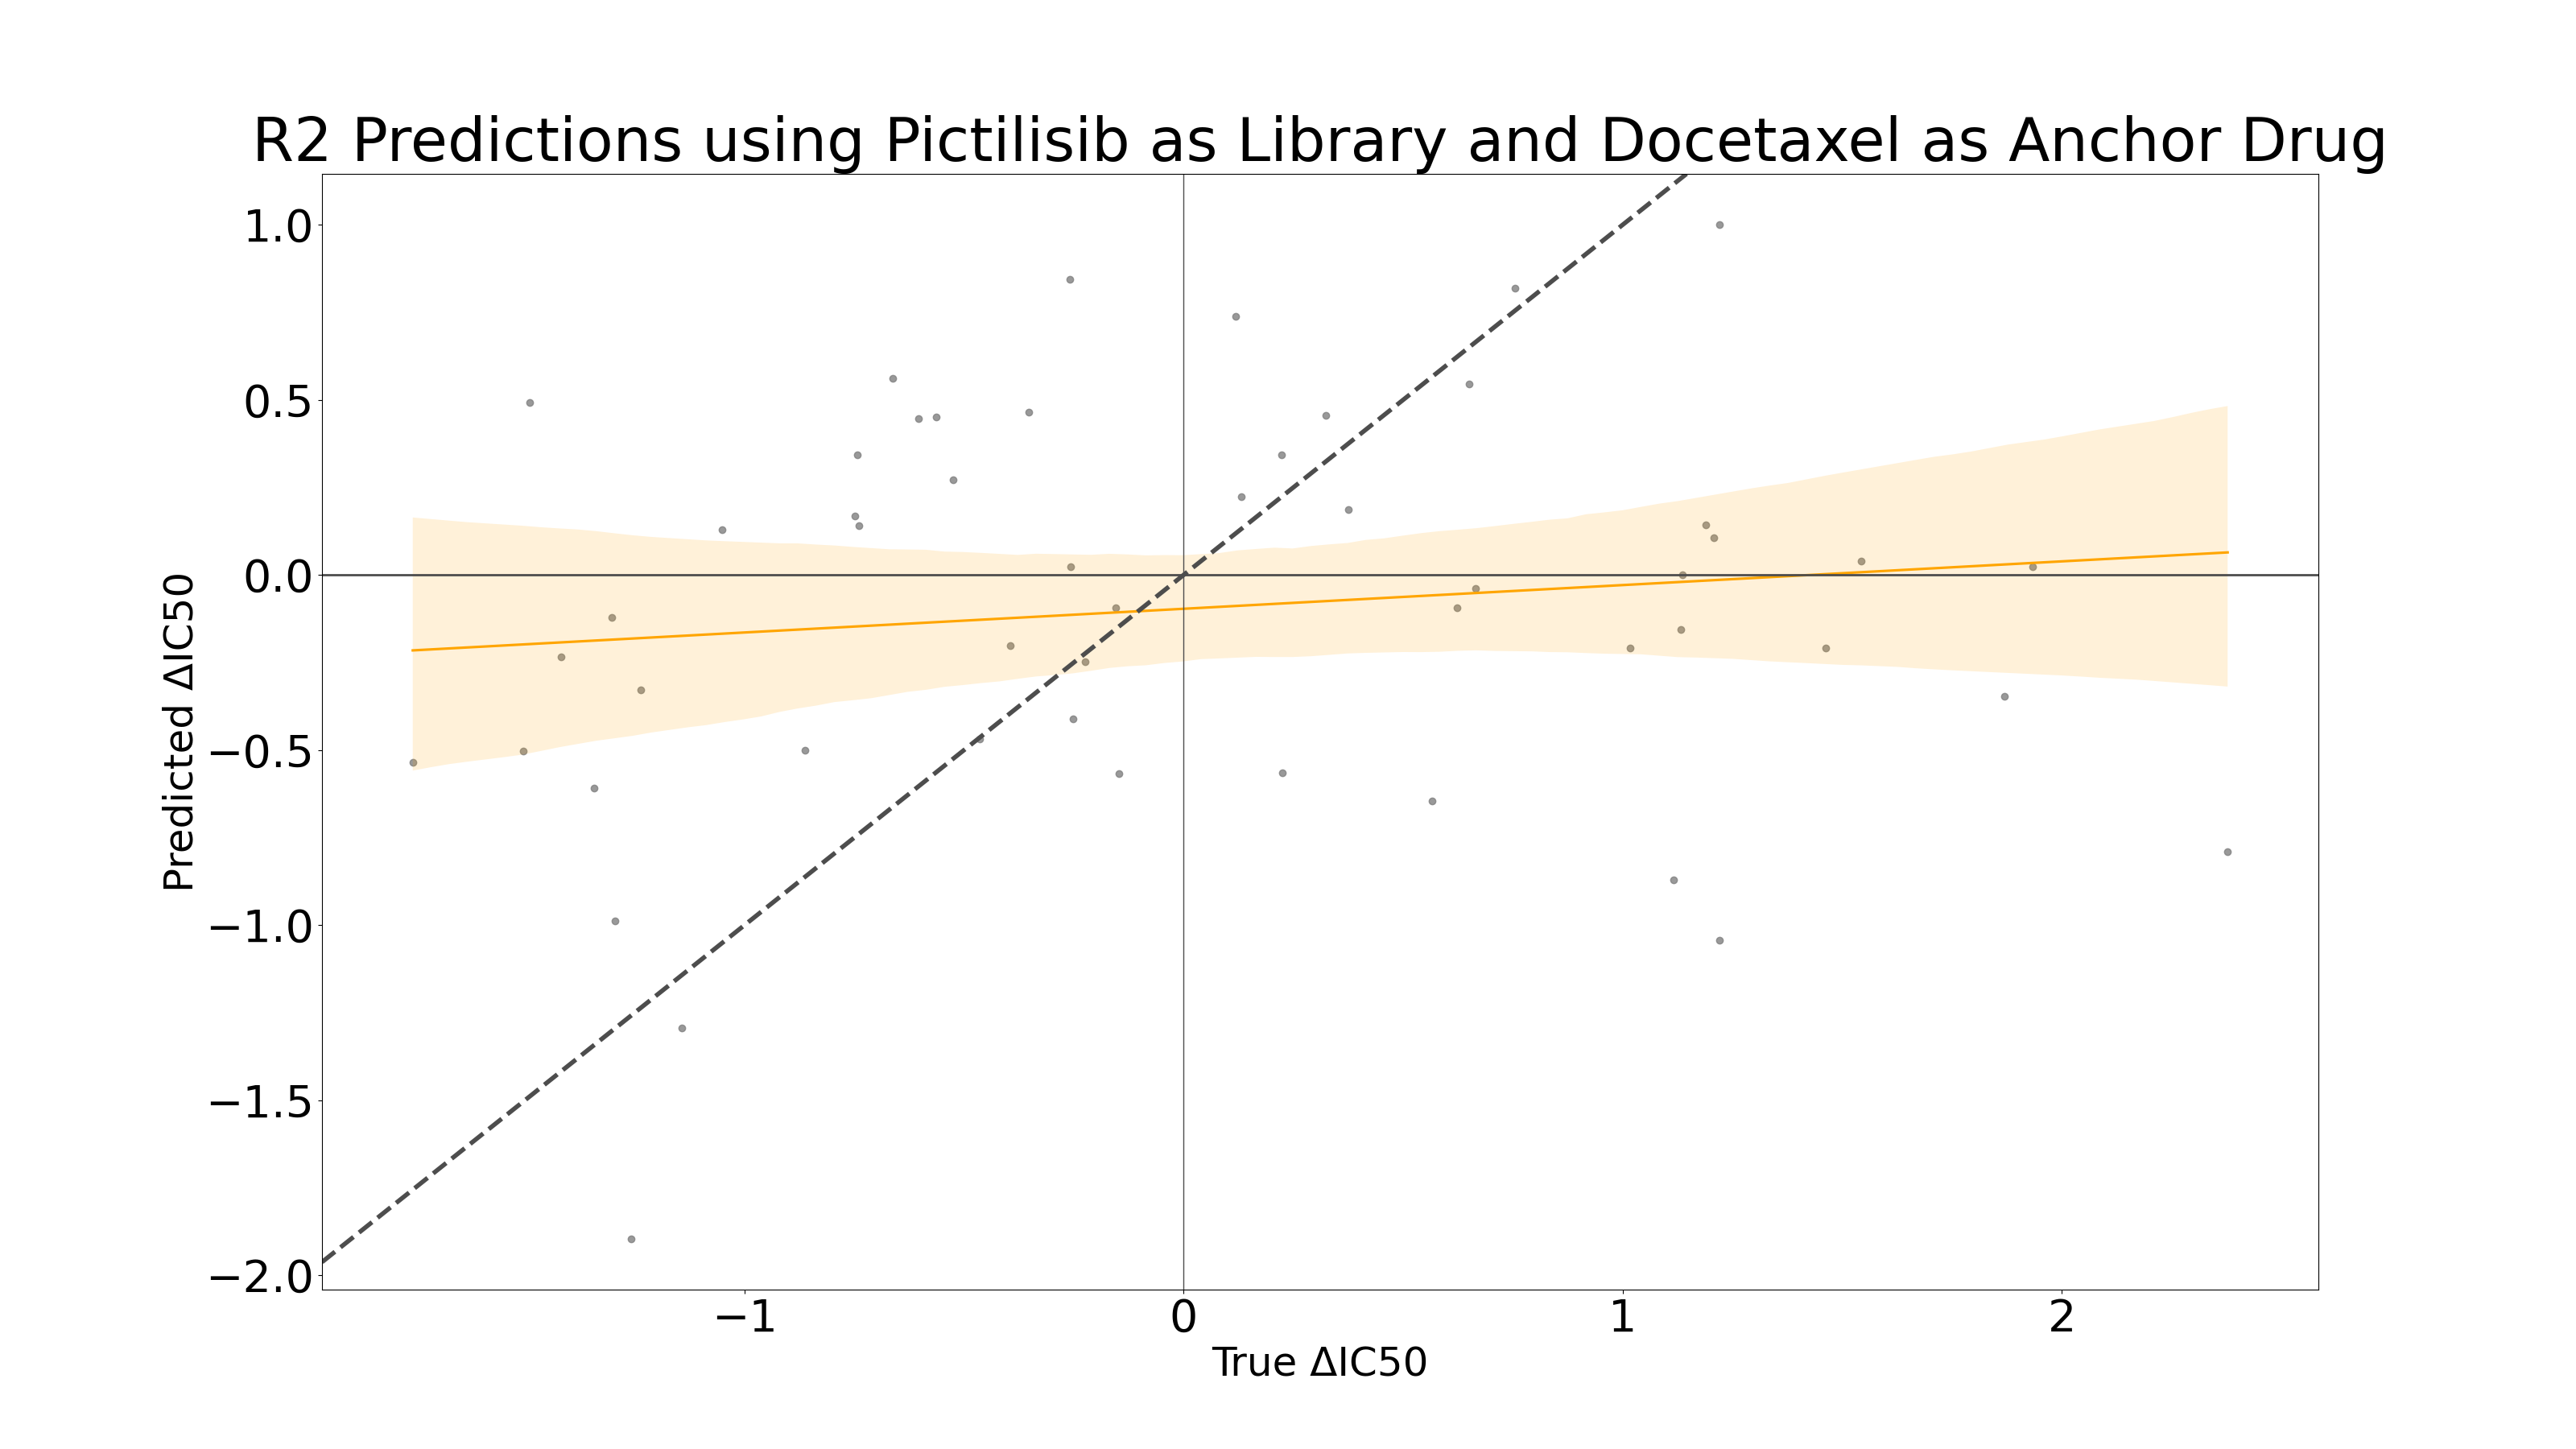 R2 Predictions using Pictilisib as Library and Docetaxel as Anchor Drug
1.0
0.5
0.0
−0.5
−1.0
−1.5
−2.0
Predicted ΔIC50
−1 0 1 2
True ΔIC50